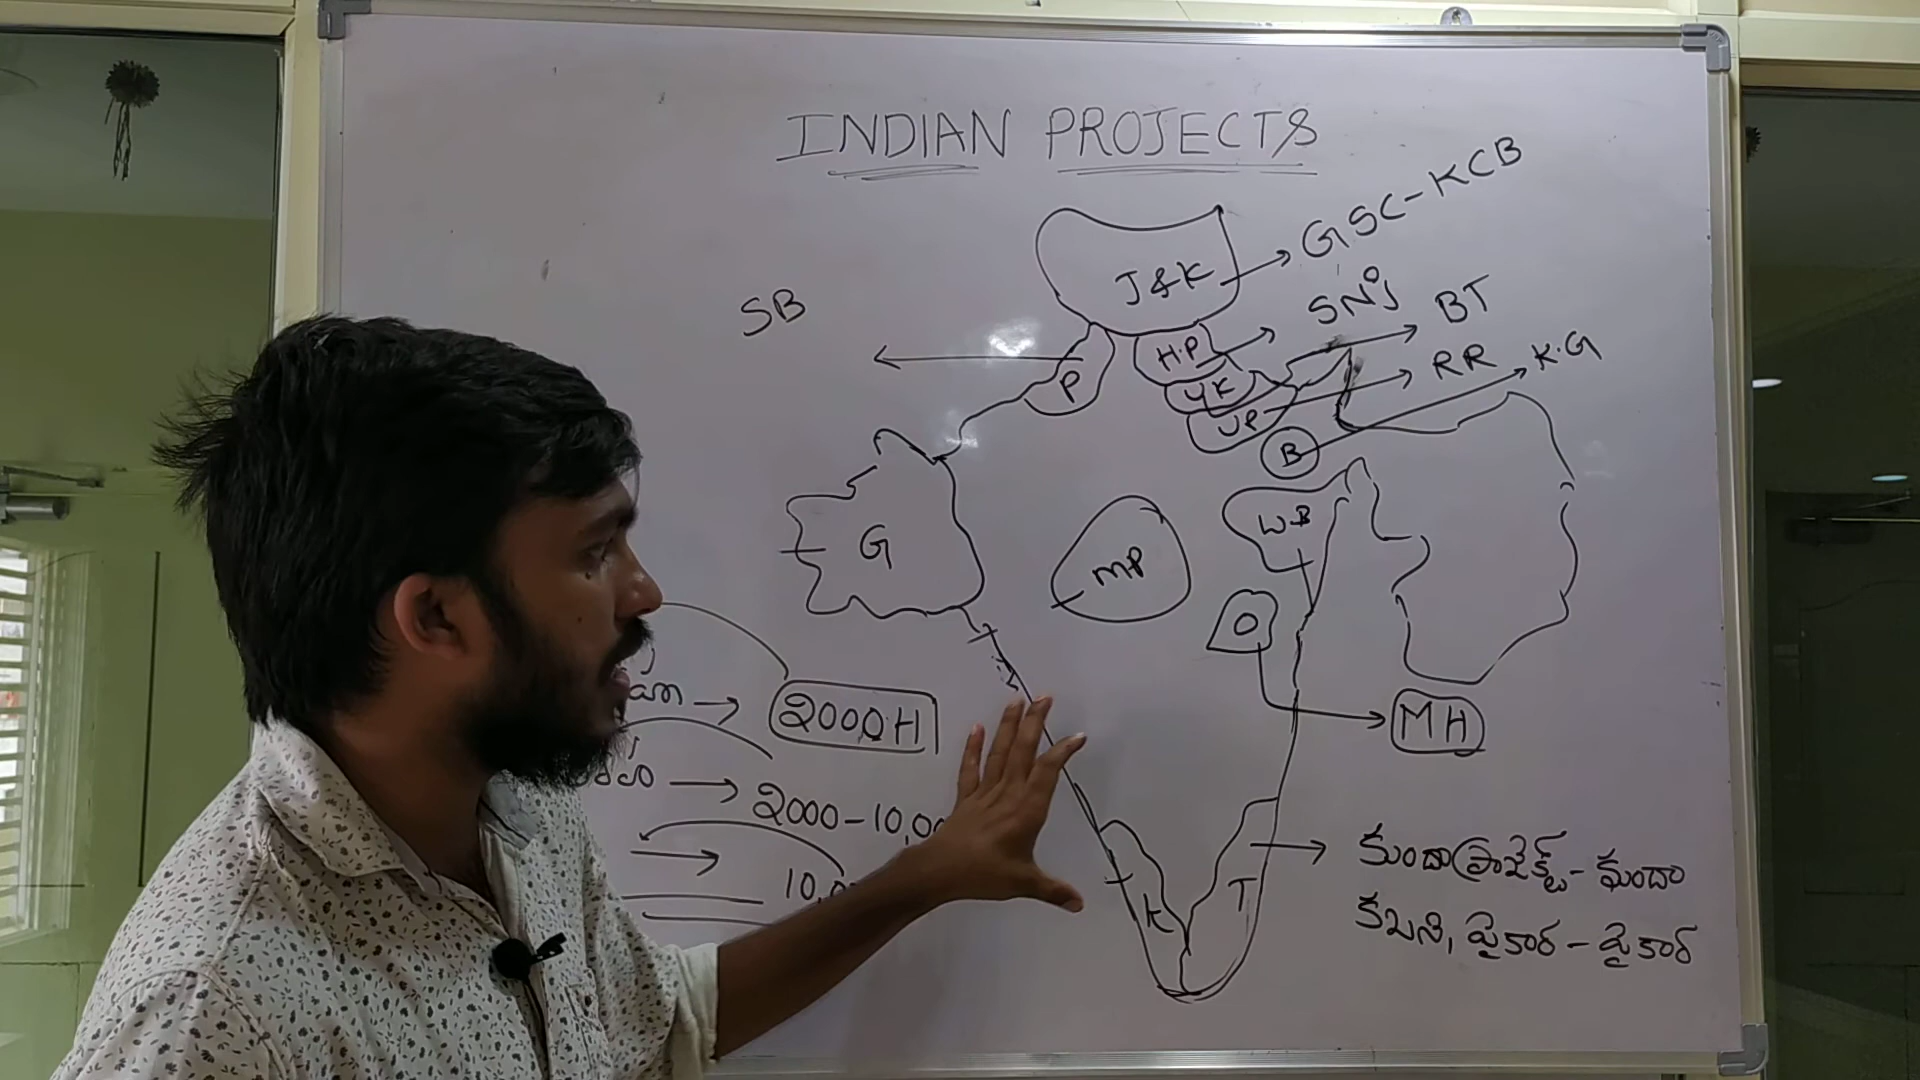 INDIAN PROJECTS
J&K → GSC-KCB
SB
SNJ
BT
H.P
P
UK
RR
K.G
UP
B
G
MP
WB
O
→ 2000H
MH
→ 2000-10,00
10,0
కుందా ప్రాజెక్ట్ - కుందా
K
T
కబని, పైకార - పైకార్